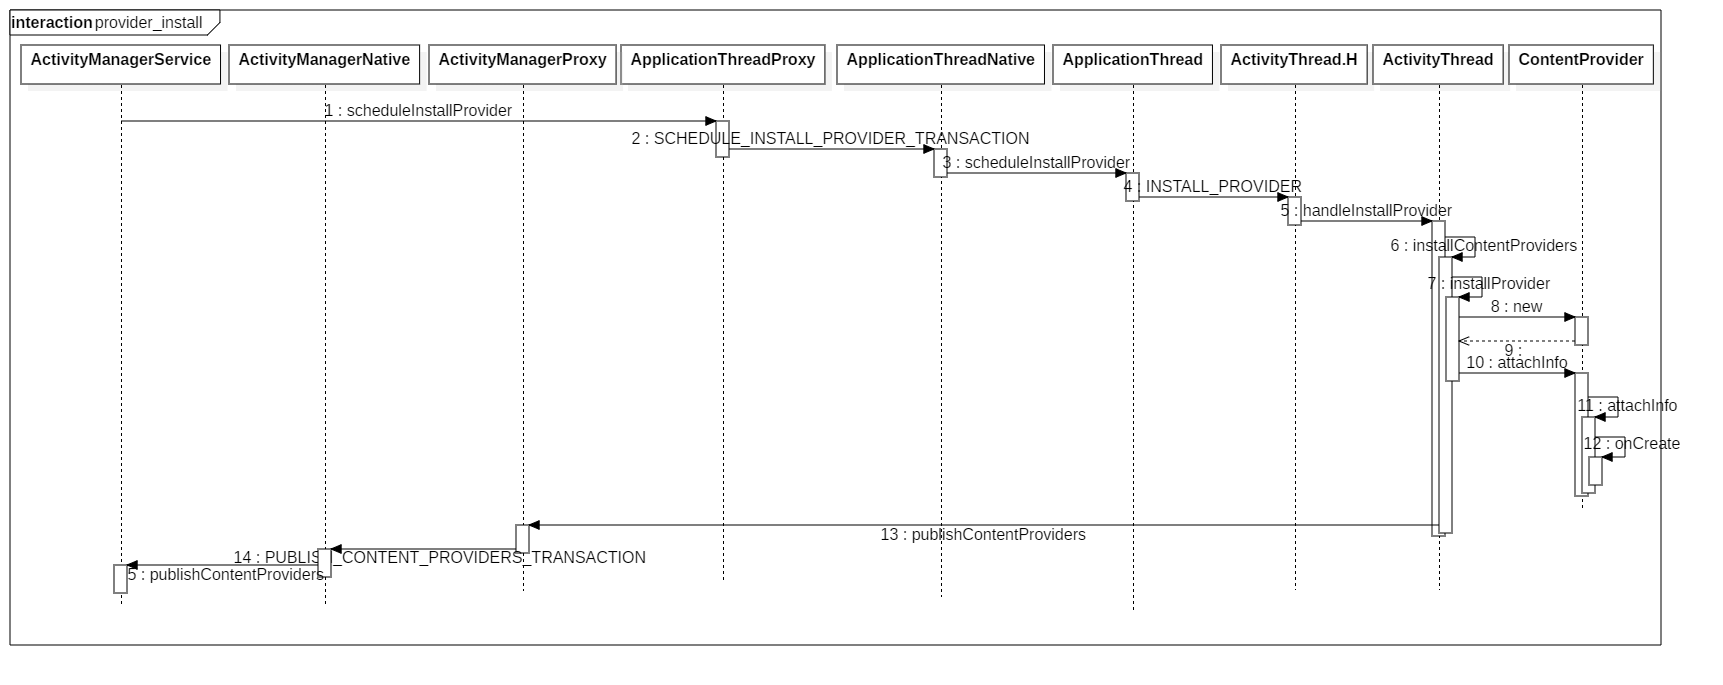 interaction provider_install
ActivityManagerService
ActivityManagerNative
ActivityManagerProxy
ApplicationThreadProxy
ApplicationThreadNative
ApplicationThread
ActivityThread.H
ActivityThread
ContentProvider
1 : scheduleInstallProvider
2 : SCHEDULE_INSTALL_PROVIDER_TRANSACTION
3 : scheduleInstallProvider
4 : INSTALL_PROVIDER
5 : handleInstallProvider
6 : installContentProviders
7 : installProvider
8 : new
9 :
10 : attachInfo
11 : attachInfo
12 : onCreate
13 : publishContentProviders
14 : PUBLISH_CONTENT_PROVIDERS_TRANSACTION
5 : publishContentProviders